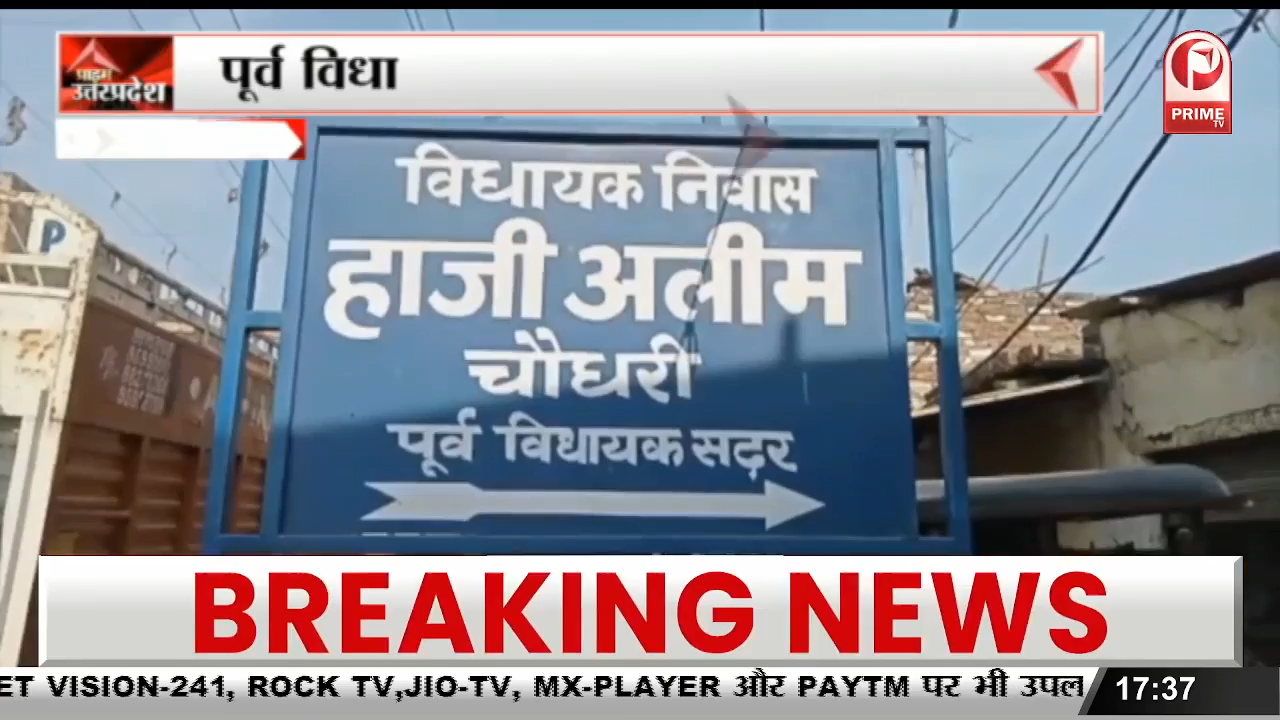 पूर्व विधा
प्राइम
उत्तरप्रदेश
PRIME
TV
P
विधायक निवास
हाजी अलीम
चौधरी
पूर्व विधायक सदर
BREAKING NEWS
ET VISION-241, ROCK TV,JIO-TV, MX-PLAYER और PAYTM पर भी उपल
17:37